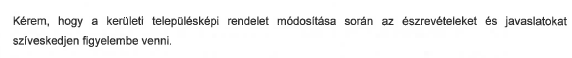 Kérem, hogy a kerületi településképi rendelet módosítása során az észrevételeket és javaslatokat
szíveskedjen figyelembe venni.